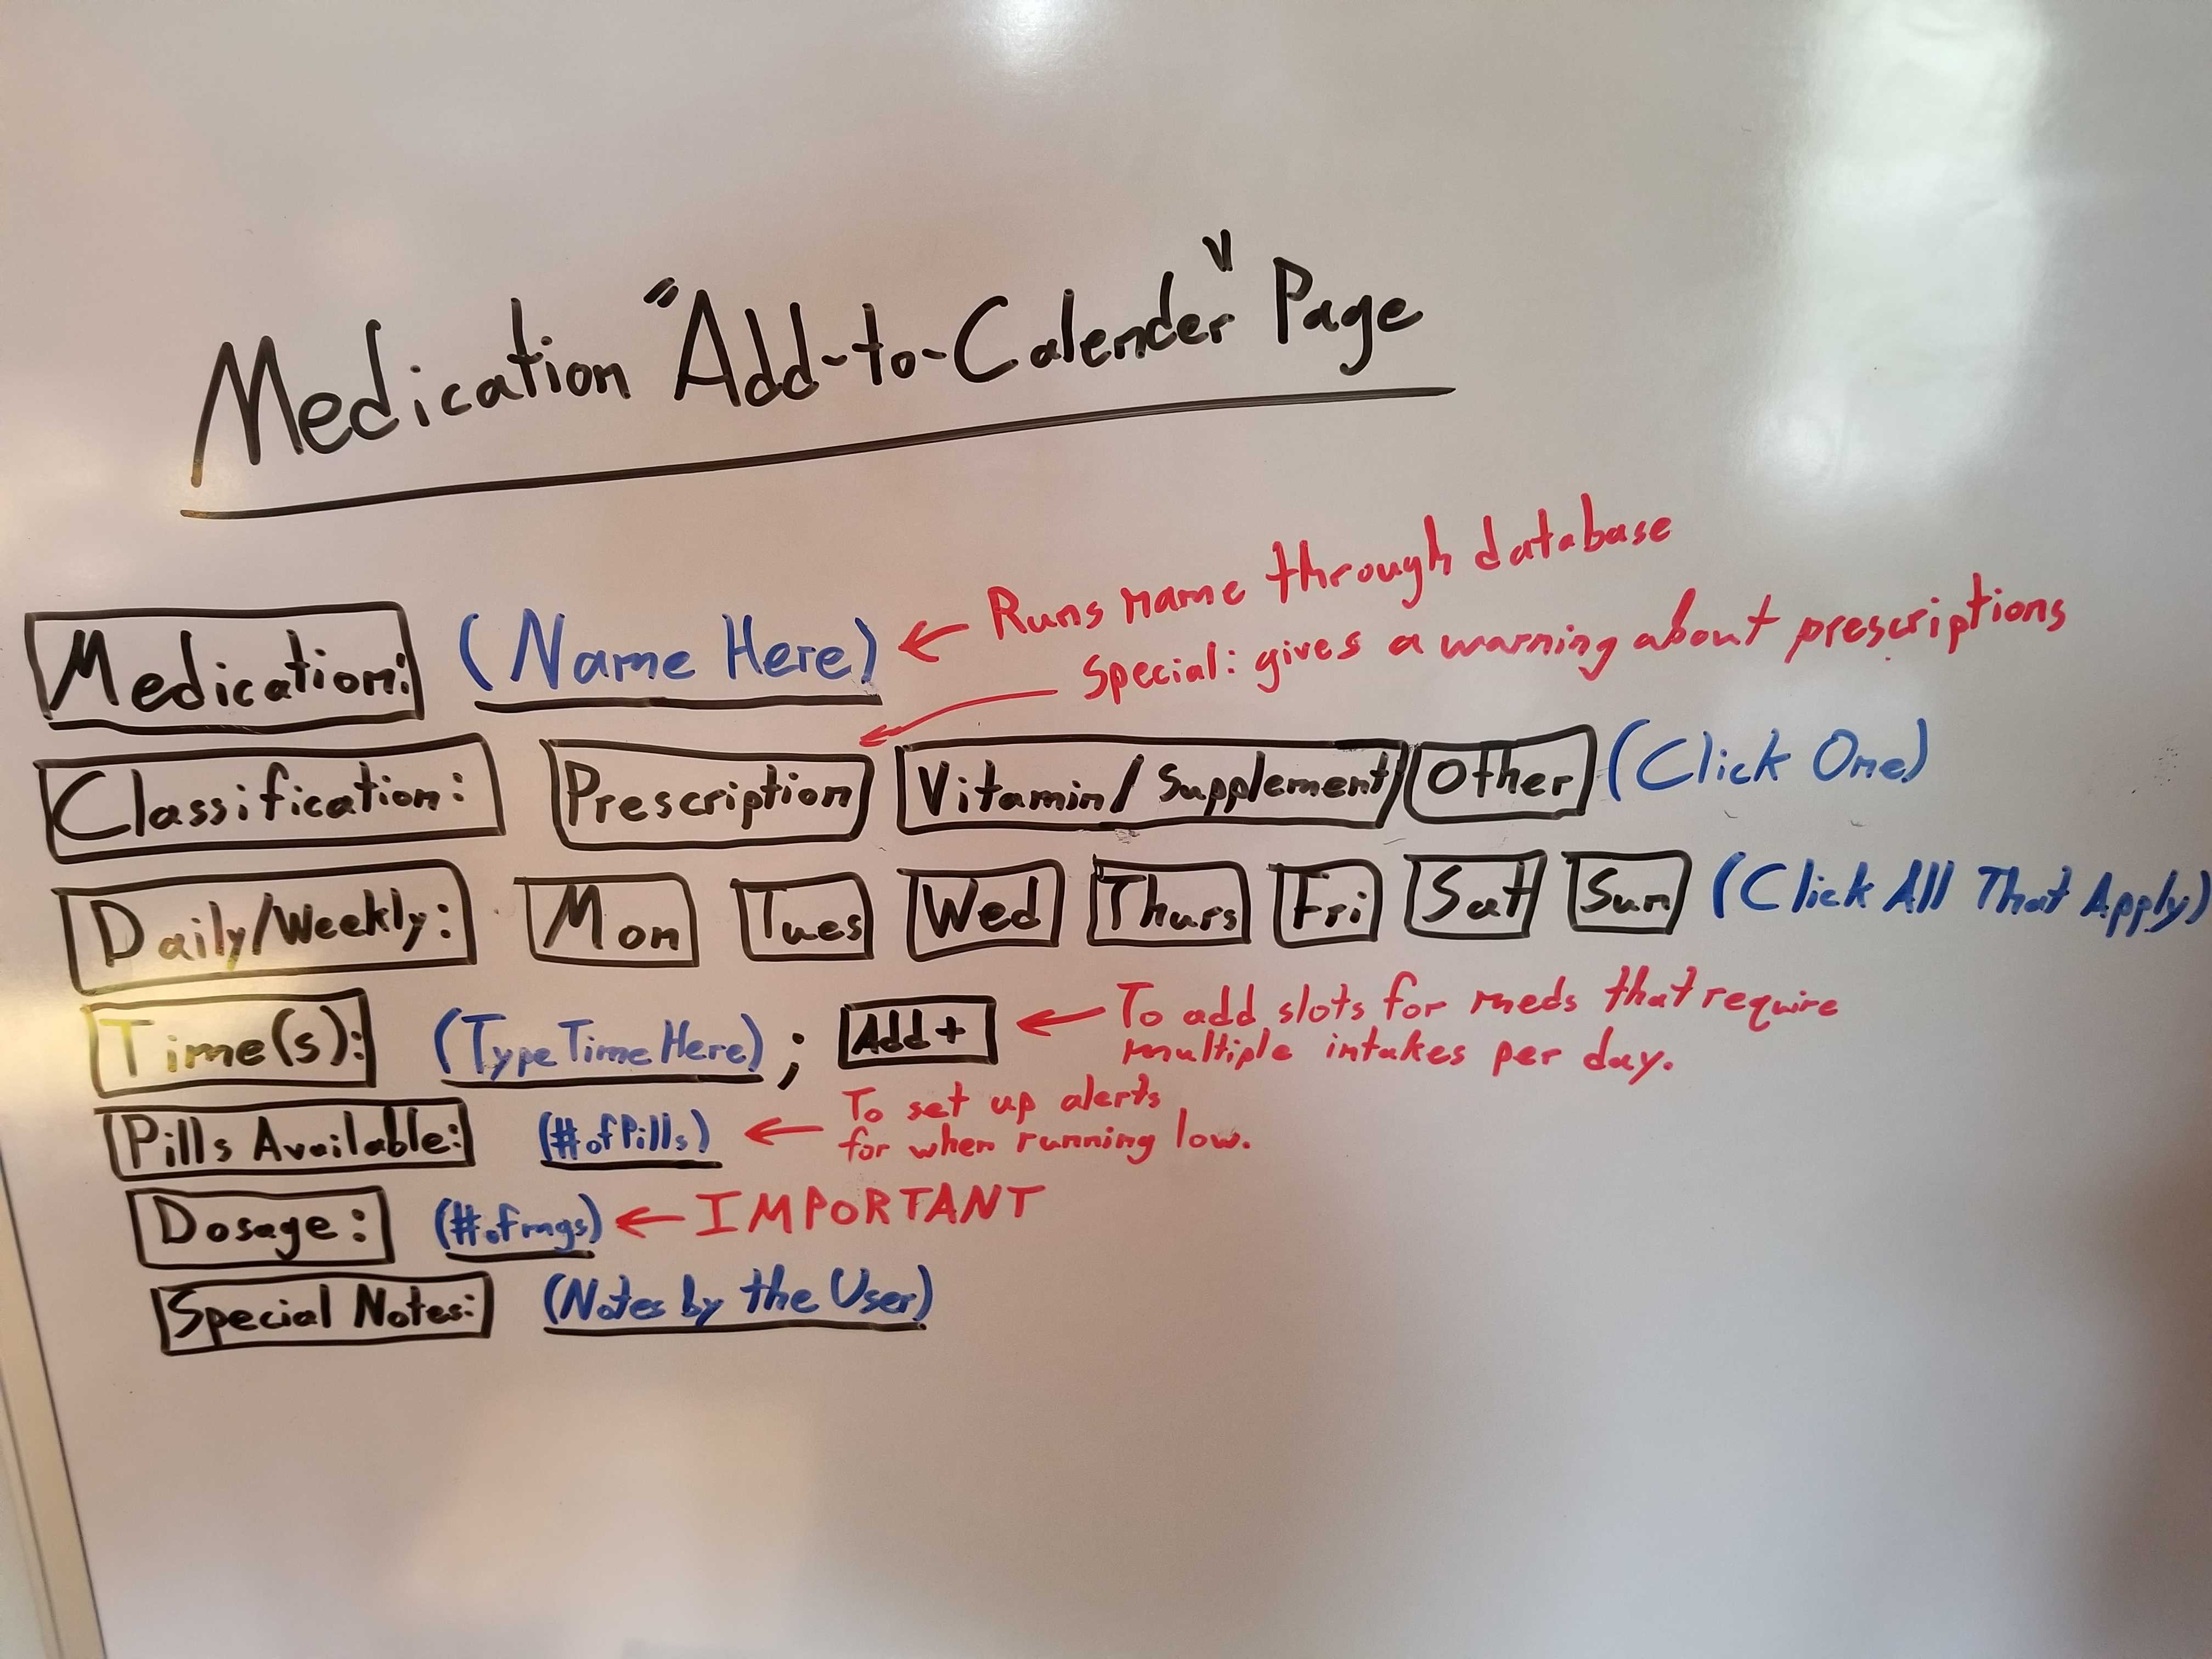 Medication "Add-to-Calender" Page
Medication: (Name Here) ← Runs name through database
Special: gives a warning about prescriptions
Classification: Prescription Vitamin/Supplement Other (Click One)
Daily/Weekly: Mon Tues Wed Thurs Fri Sat Sun (Click All That Apply)
Time(s): (Type Time Here) ; Add+ ← To add slots for meds that require
multiple intakes per day.
Pills Available: (# of Pills) ← To set up alerts
for when running low.
Dosage: (# of mgs) ← IMPORTANT
Special Notes: (Notes by the User)